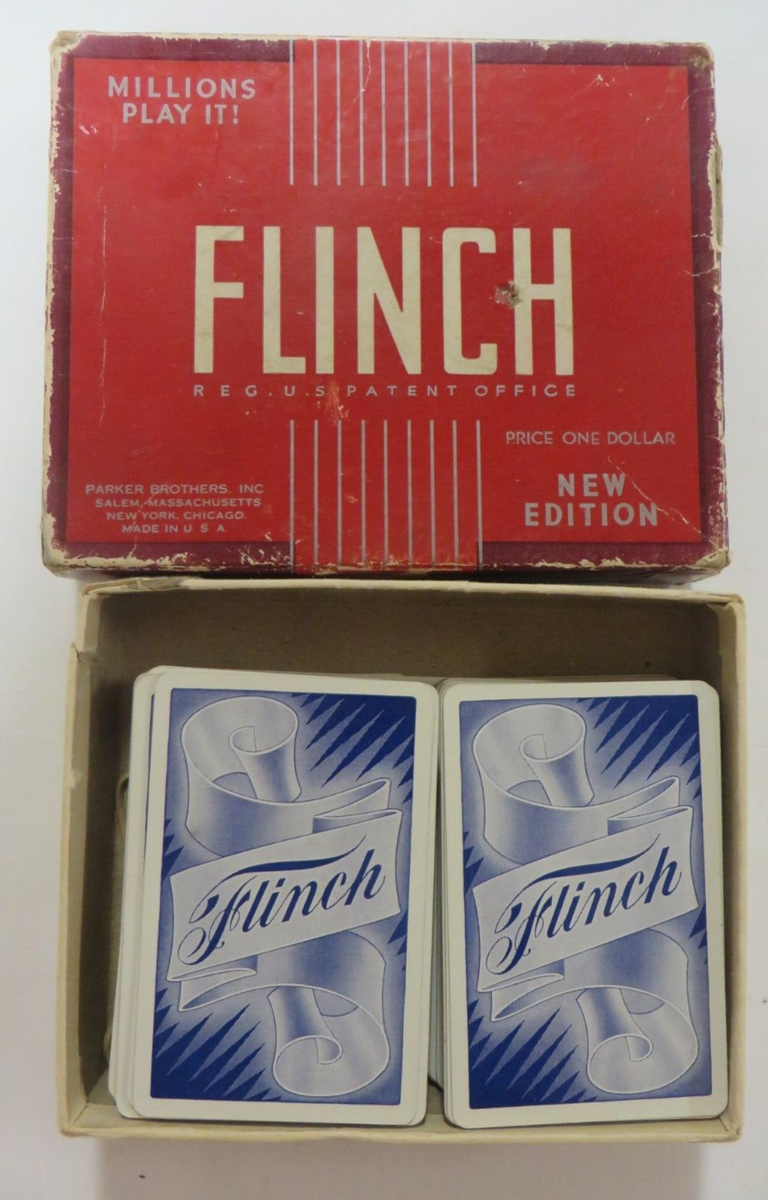 MILLIONS
PLAY IT!
FLINCH
REG. U.S PATENT OFFICE
PRICE ONE DOLLAR
PARKER BROTHERS. INC
SALEM, MASSACHUSETTS
NEW YORK, CHICAGO.
MADE IN U S A
NEW
EDITION
Flinch
Flinch